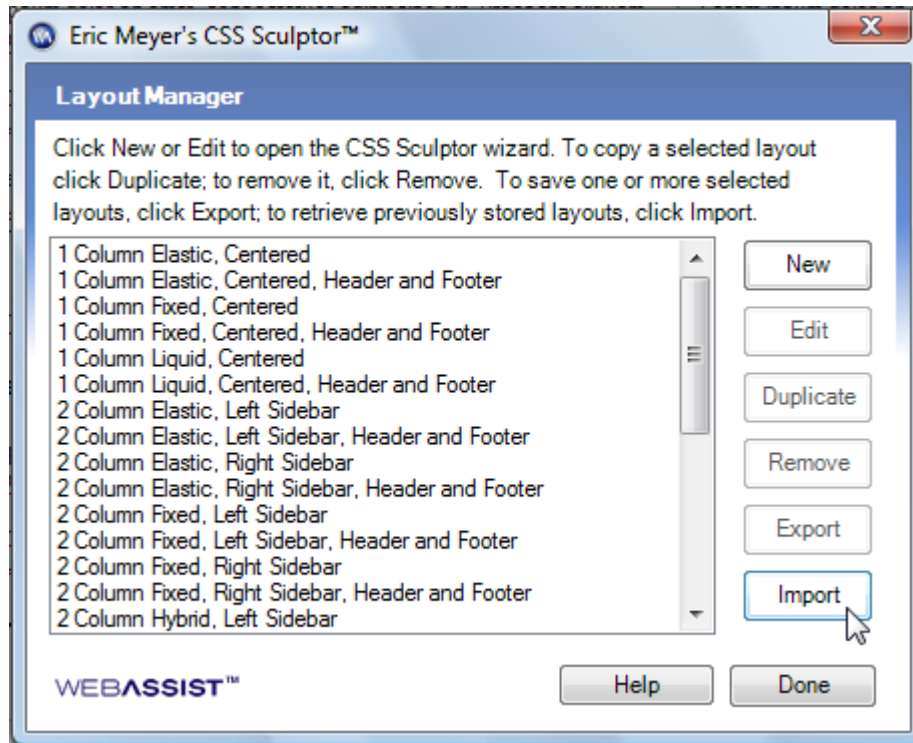 Eric Meyer's CSS Sculptor™
Layout Manager
Click New or Edit to open the CSS Sculptor wizard. To copy a selected layout
click Duplicate; to remove it, click Remove. To save one or more selected
layouts, click Export; to retrieve previously stored layouts, click Import.
1 Column Elastic, Centered
1 Column Elastic, Centered, Header and Footer
1 Column Fixed, Centered
1 Column Fixed, Centered, Header and Footer
1 Column Liquid, Centered
1 Column Liquid, Centered, Header and Footer
2 Column Elastic, Left Sidebar
2 Column Elastic, Left Sidebar, Header and Footer
2 Column Elastic, Right Sidebar
2 Column Elastic, Right Sidebar, Header and Footer
2 Column Fixed, Left Sidebar
2 Column Fixed, Left Sidebar, Header and Footer
2 Column Fixed, Right Sidebar
2 Column Fixed, Right Sidebar, Header and Footer
2 Column Hybrid, Left Sidebar
New
Edit
Duplicate
Remove
Export
Import
WEBASSIST™
Help
Done